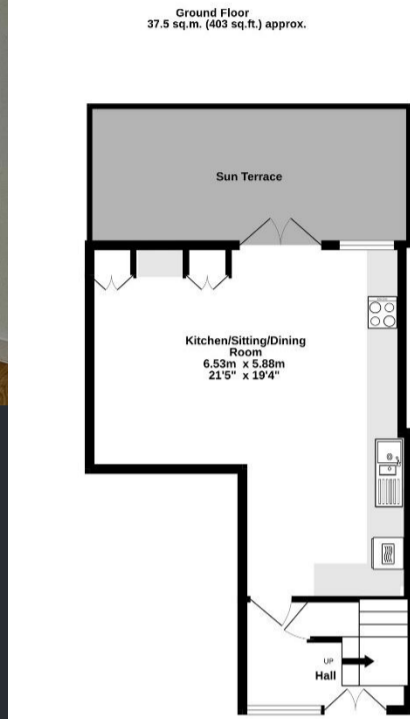 Ground Floor
37.5 sq.m. (403 sq.ft.) approx.
Sun Terrace
Kitchen/Sitting/Dining
Room
6.53m x 5.88m
21'5" x 19'4"
UP
Hall